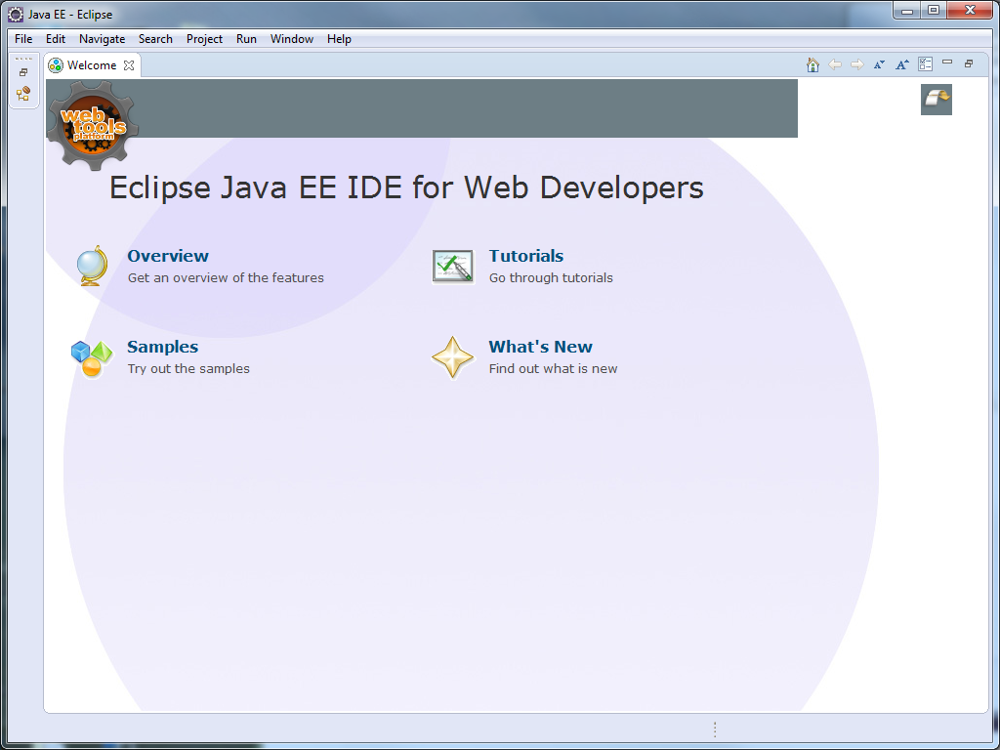 Java EE - Eclipse
File Edit Navigate Search Project Run Window Help
Welcome
A A
web
tools
platform
Eclipse Java EE IDE for Web Developers
Overview
Get an overview of the features
Tutorials
Go through tutorials
Samples
Try out the samples
What's New
Find out what is new